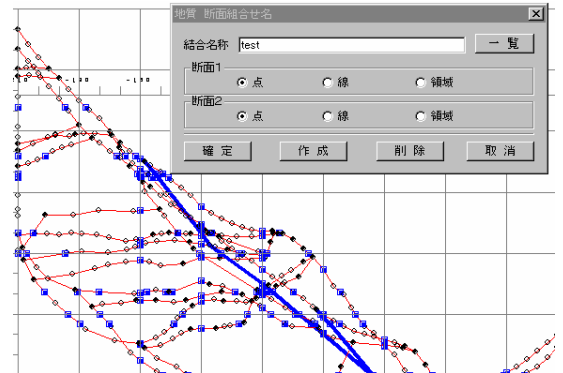 地質 断面組合せ名
結合名称 test 一覧
断面1
点 線 領域
断面2
点 線 領域
確定 作成 削除 取消